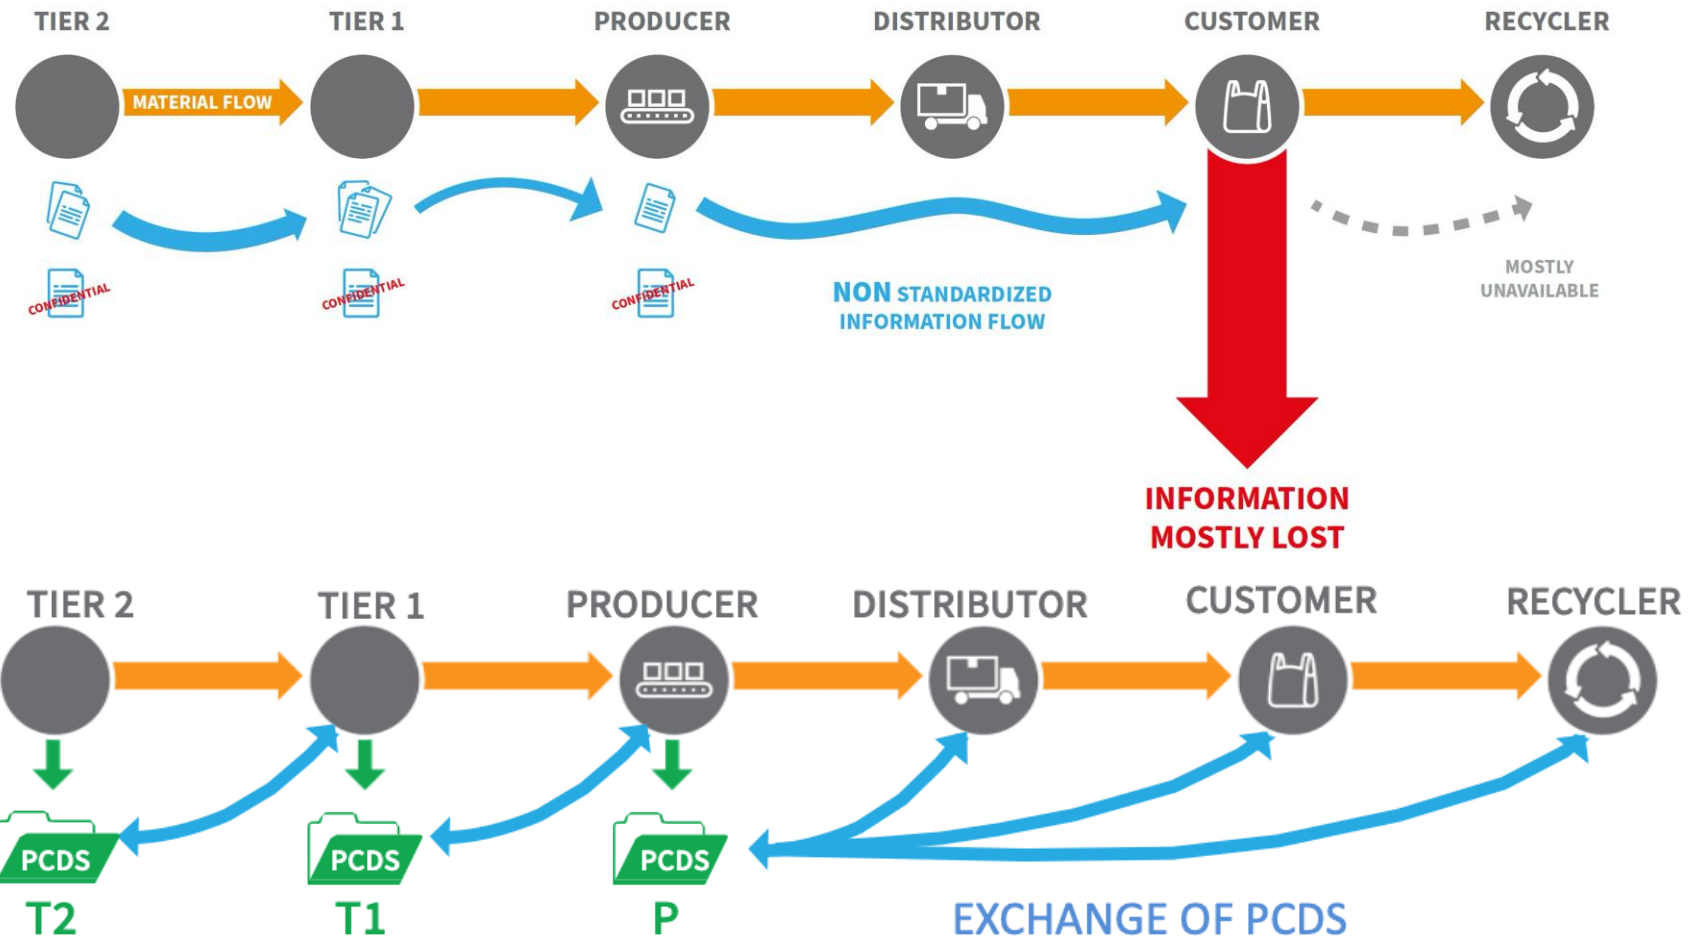 TIER 2
TIER 1
PRODUCER
DISTRIBUTOR
CUSTOMER
RECYCLER
MATERIAL FLOW
CONFIDENTIAL
CONFIDENTIAL
CONFIDENTIAL
NON STANDARDIZED
INFORMATION FLOW
MOSTLY
UNAVAILABLE
INFORMATION
MOSTLY LOST
TIER 2
TIER 1
PRODUCER
DISTRIBUTOR
CUSTOMER
RECYCLER
PCDS
PCDS
PCDS
T2
T1
P
EXCHANGE OF PCDS